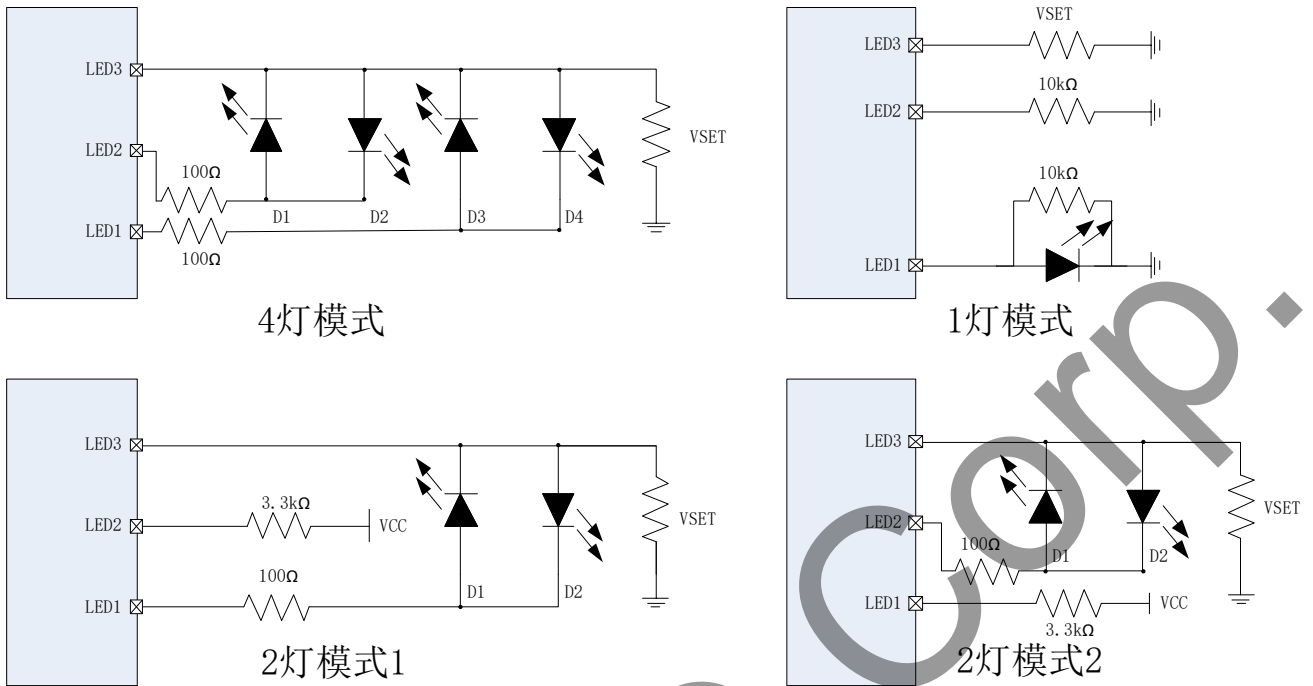 LED3
LED2
LED1
100Ω
100Ω
D1
D2
D3
D4
VSET
4灯模式
VSET
LED3
10kΩ
LED2
10kΩ
LED1
1灯模式
LED3
LED2
3.3kΩ
VCC
LED1
100Ω
D1
D2
VSET
2灯模式1
LED3
LED2
100Ω
D1
D2
VSET
LED1
3.3kΩ
VCC
2灯模式2
Corp.